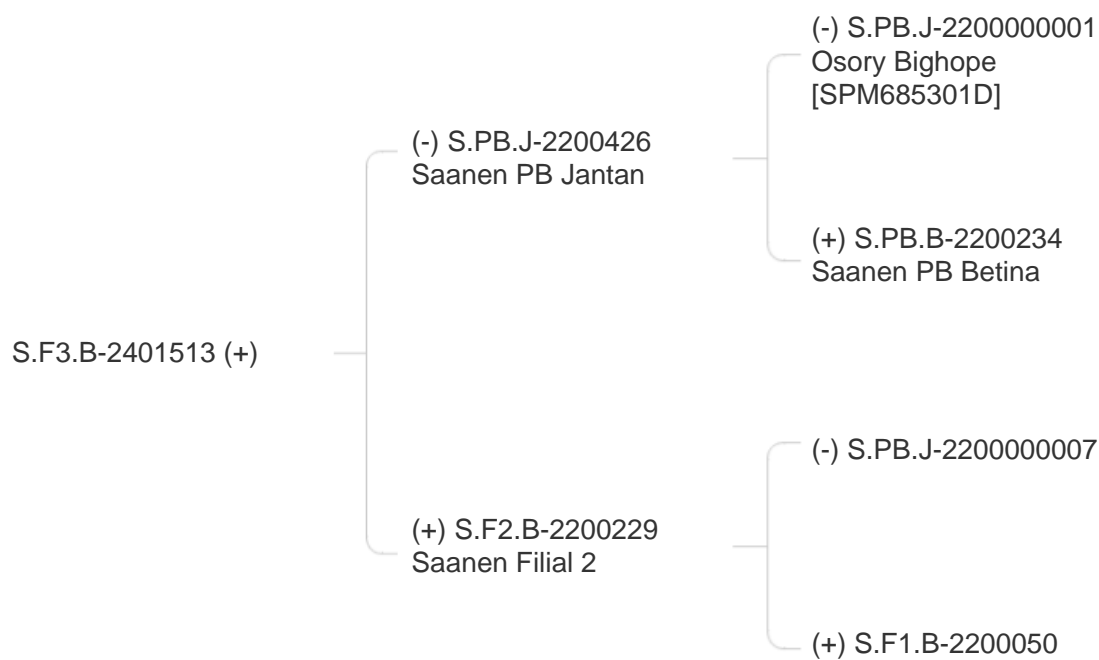 (-) S.PB.J-2200000001
Osory Bighope
[SPM685301D]
(-) S.PB.J-2200426
Saanen PB Jantan
(+) S.PB.B-2200234
Saanen PB Betina
S.F3.B-2401513 (+)
(-) S.PB.J-2200000007
(+) S.F2.B-2200229
Saanen Filial 2
(+) S.F1.B-2200050